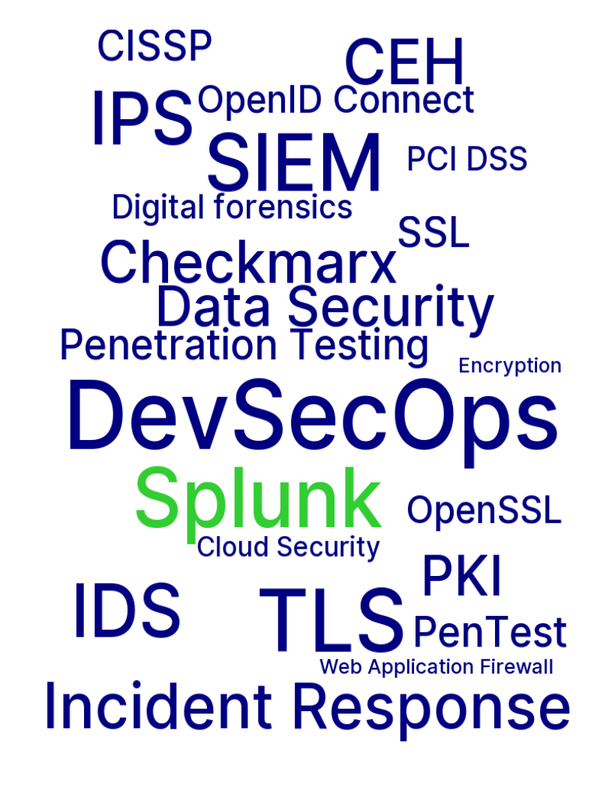 CISSP
CEH
OpenID Connect
IPS
SIEM
PCI DSS
Digital forensics
SSL
Checkmarx
Data Security
Penetration Testing
Encryption
DevSecOps
Splunk
OpenSSL
Cloud Security
PKI
IDS
TLS
PenTest
Web Application Firewall
Incident Response